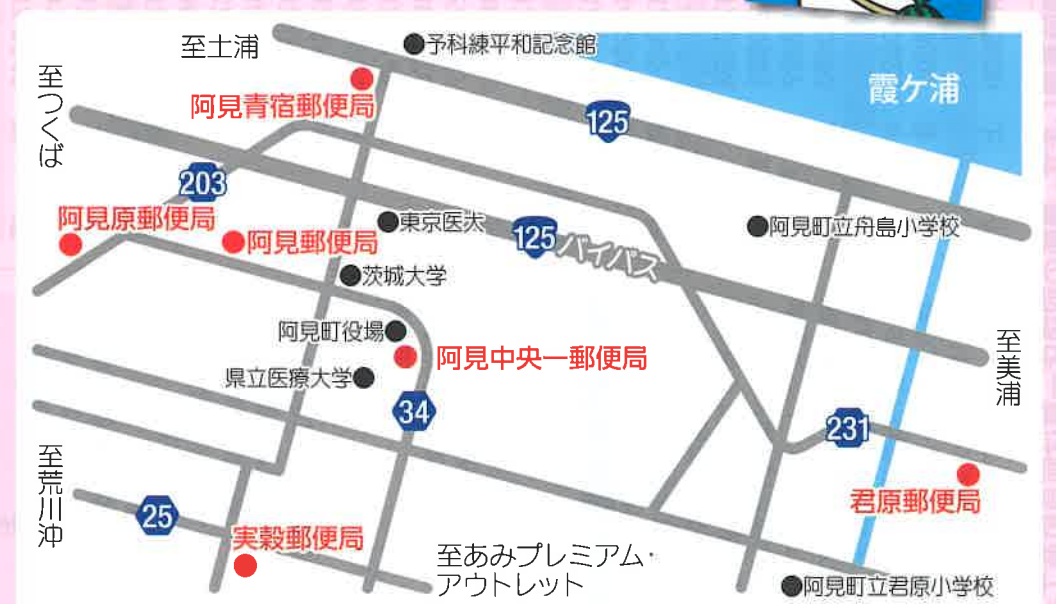 至土浦
予科練平和記念館
至つくば
阿見青宿郵便局
霞ケ浦
125
203
阿見原郵便局
阿見郵便局
東京医大
125
バイパス
阿見町立舟島小学校
茨城大学
阿見町役場
阿見中央一郵便局
県立医療大学
至美浦
34
231
至荒川沖
25
君原郵便局
実穀郵便局
至あみプレミアム・
アウトレット
阿見町立君原小学校